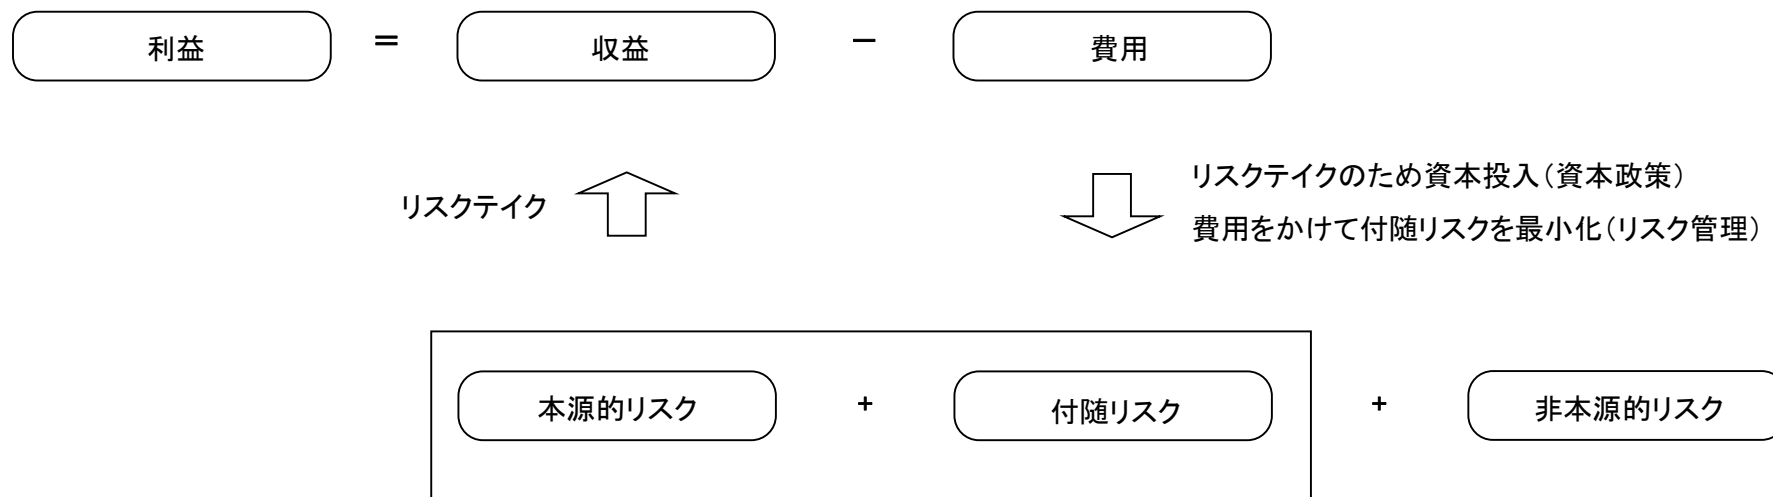 利益 = 収益 － 費用
リスクテイクのため資本投入（資本政策）
リスクテイク
費用をかけて付随リスクを最小化（リスク管理）
本源的リスク + 付随リスク + 非本源的リスク